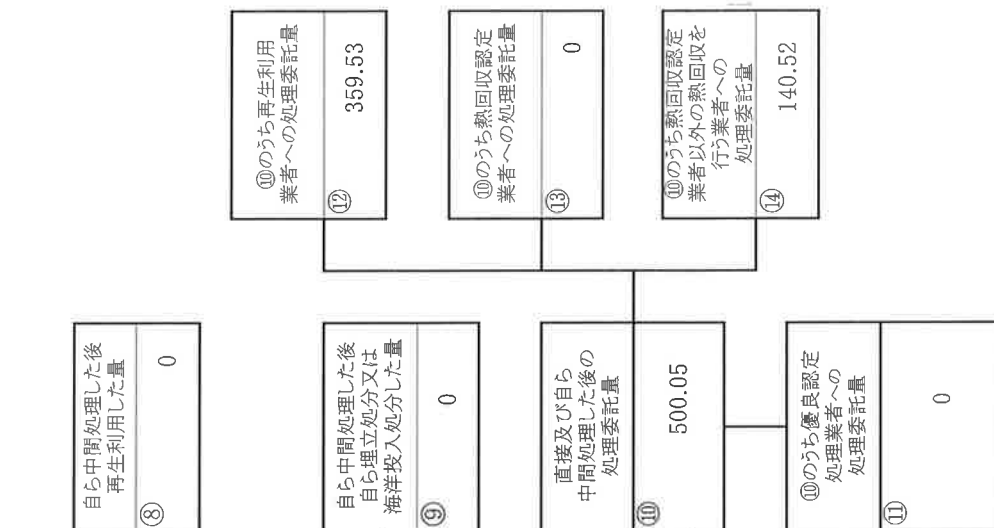 自ら中間処理した後
再生利用した量
⑧
0
自ら中間処理した後
自ら埋立処分又は
海洋投入処分した量
⑨
0
直接及び自ら
中間処理した後の
処理委託量
⑩
500.05
⑩のうち優良認定
処理業者への
処理委託量
⑪
0
⑩のうち再生利用
業者への処理委託量
⑫
359.53
⑩のうち熱回収認定
業者への処理委託量
⑬
0
⑩のうち熱回収認定
業者以外の熱回収を
行う業者への
処理委託量
⑭
140.52